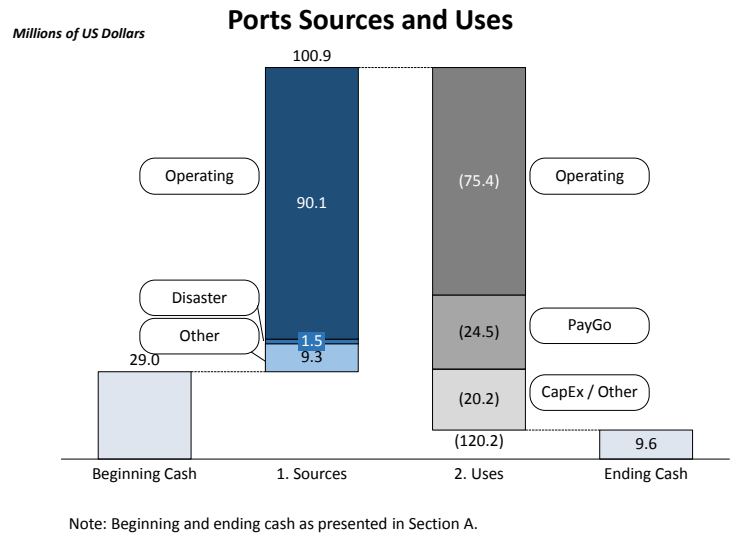 Ports Sources and Uses
Millions of US Dollars
100.9
Operating
90.1
(75.4)
Operating
Disaster
Other
1.5
9.3
(24.5)
PayGo
29.0
(20.2)
CapEx / Other
(120.2)
9.6
Beginning Cash
1. Sources
2. Uses
Ending Cash
Note: Beginning and ending cash as presented in Section A.